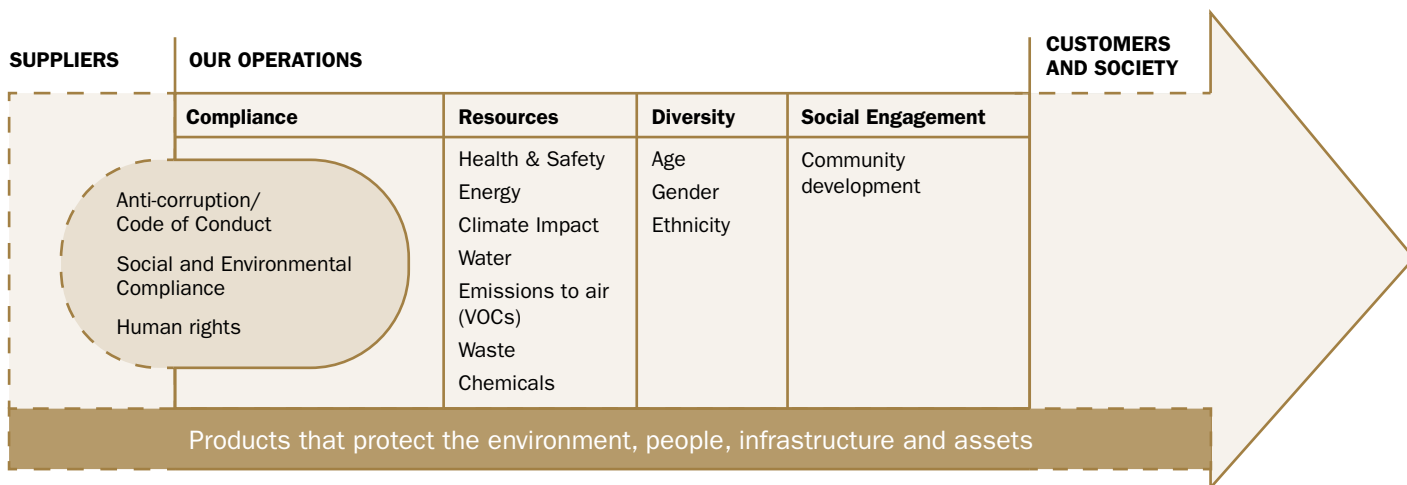 SUPPLIERS
OUR OPERATIONS
CUSTOMERS
AND SOCIETY
Compliance
Anti-corruption/
Code of Conduct
Social and Environmental
Compliance
Human rights
Resources
Health & Safety
Energy
Climate Impact
Water
Emissions to air
(VOCs)
Waste
Chemicals
Diversity
Age
Gender
Ethnicity
Social Engagement
Community
development
Products that protect the environment, people, infrastructure and assets